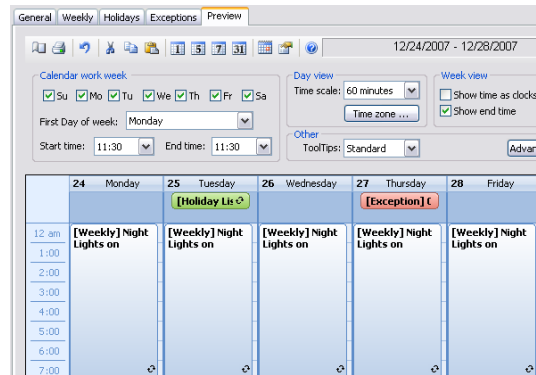 General Weekly Holidays Exceptions Preview
1 5 7 31 12/24/2007 - 12/28/2007
Calendar work week Day view Week view
Su Mo Tu We Th Fr Sa Time scale: 60 minutes Show time as clocks
Time zone ... Show end time
First Day of week: Monday
Other
Start time: 11:30 End time: 11:30 ToolTips: Standard Advan
24 Monday 25 Tuesday 26 Wednesday 27 Thursday 28 Friday
[Holiday Lis [Exception] (
12 am [Weekly] Night [Weekly] Night [Weekly] Night [Weekly] Night [Weekly] Night
Lights on Lights on Lights on Lights on Lights on
1:00
2:00
3:00
4:00
5:00
6:00
7:00